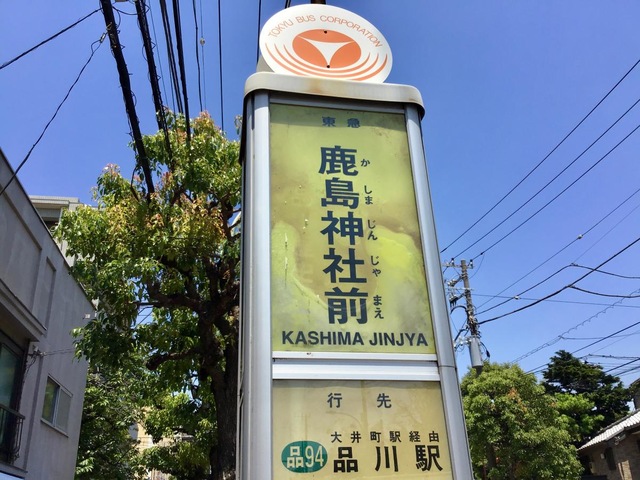 TOKYU BUS CORPORATION
東急
鹿島神社前
かしまじんじゃまえ
KASHIMA JINJYA
行先
品94
大井町駅経由
品川駅